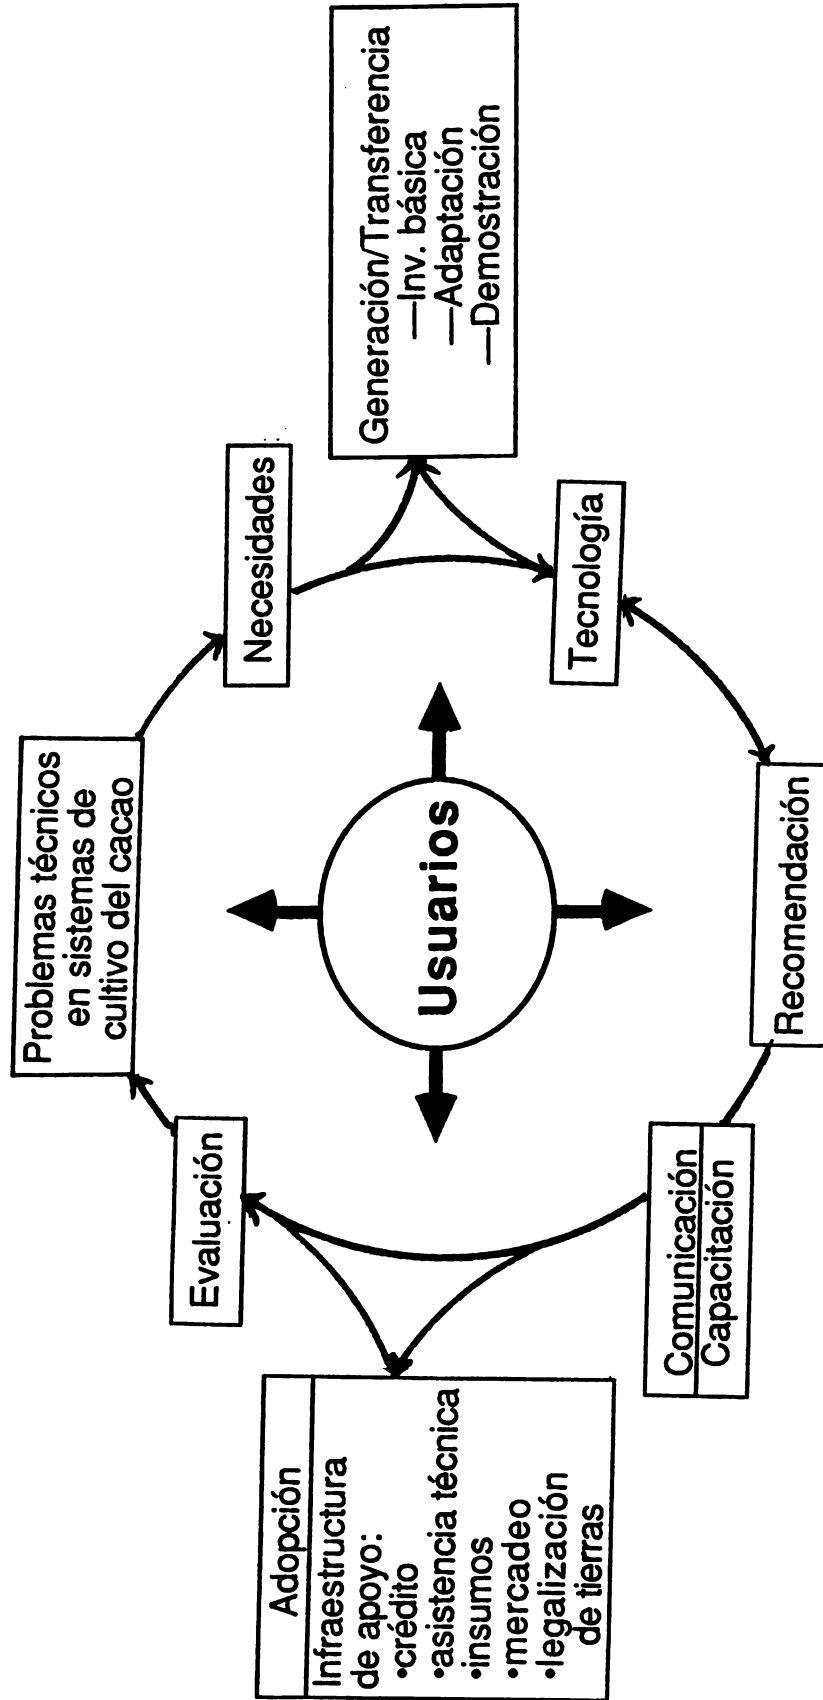 Problemas técnicos
en sistemas de
cultivo del cacao
Necesidades
Generación/Transferencia
—Inv. básica
—Adaptación
—Demostración
Tecnología
Recomendación
Comunicación
Capacitación
Adopción
Infraestructura
de apoyo:
•crédito
•asistencia técnica
•insumos
•mercadeo
•legalización
de tierras
Evaluación
Usuarios